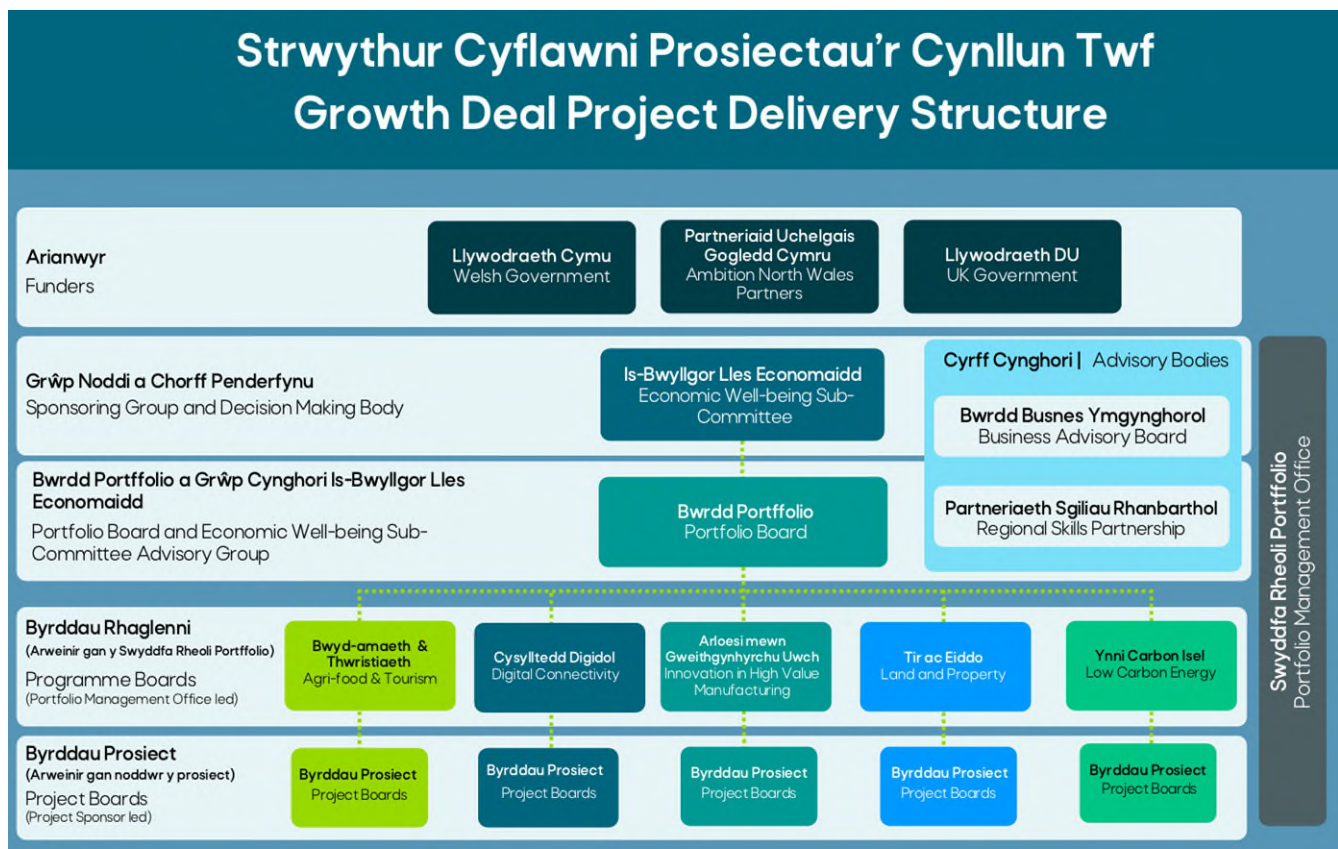 Strwythur Cyflawni Prosiectau'r Cynllun Twf
Growth Deal Project Delivery Structure
Arianwyr
Funders
Llywodraeth Cymu
Welsh Government
Partneriaid Uchelgais
Gogledd Cymru
Ambition North Wales
Partners
Llywodraeth DU
UK Government
Grŵp Noddi a Chorff Penderfynu
Sponsoring Group and Decision Making Body
Is-Bwyllgor Lles Economaidd
Economic Well-being Sub-
Committee
Cyrff Cynghori | Advisory Bodies
Bwrdd Busnes Ymgynghorol
Business Advisory Board
Bwrdd Portffolio a Grŵp Cynghori Is-Bwyllgor Lles
Economaidd
Portfolio Board and Economic Well-being Sub-
Committee Advisory Group
Bwrdd Portffolio
Portfolio Board
Partneriaeth Sgiliau Rhanbarthol
Regional Skills Partnership
Byrddau Rhaglenni
(Arweinir gan y Swyddfa Rheoli Portffolio)
Programme Boards
(Portfolio Management Office led)
Bwyd-amaeth &
Thwristiaeth
Agri-food & Tourism
Cysylltedd Digidol
Digital Connectivity
Arloesi mewn
Gweithgynhyrchu Uwch
Innovation in High Value
Manufacturing
Tir ac Eiddo
Land and Property
Ynni Carbon Isel
Low Carbon Energy
Byrddau Prosiect
(Arweinir gan noddwr y prosiect)
Project Boards
(Project Sponsor led)
Byrddau Prosiect
Project Boards
Byrddau Prosiect
Project Boards
Byrddau Prosiect
Project Boards
Byrddau Prosiect
Project Boards
Byrddau Prosiect
Project Boards
Swyddfa Rheoli Portffolio
Portfolio Management Office